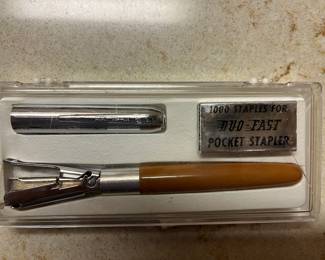 1000 STAPLES FOR
DUO-FAST
POCKET STAPLER